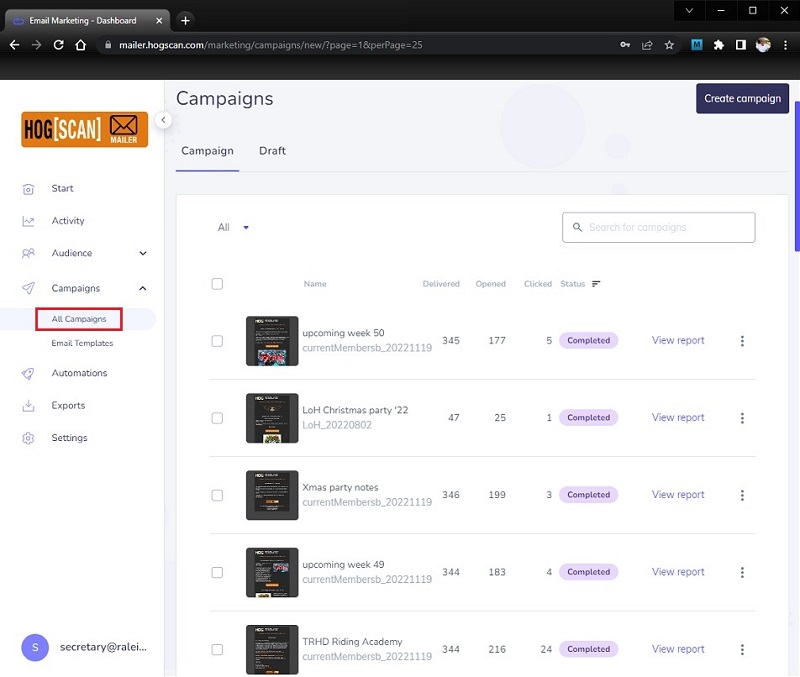 Email Marketing - Dashboard
mailer.hogscan.com/marketing/campaigns/new/?page=1&perPage=25
M
HOG[SCAN]
MAILER
Campaigns
Create campaign
Campaign Draft
Start
Activity
Audience
Campaigns
All Campaigns
Email Templates
Automations
Exports
Settings
S secretary@ralei...
All
Search for campaigns
Name Delivered Opened Clicked Status
upcoming week 50
currentMembersb_20221119 345 177 5 Completed View report
LoH Christmas party '22
LoH_20220802 47 25 1 Completed View report
Xmas party notes
currentMembersb_20221119 346 199 3 Completed View report
upcoming week 49
currentMembersb_20221119 344 183 4 Completed View report
TRHD Riding Academy
currentMembersb_20221119 344 216 24 Completed View report